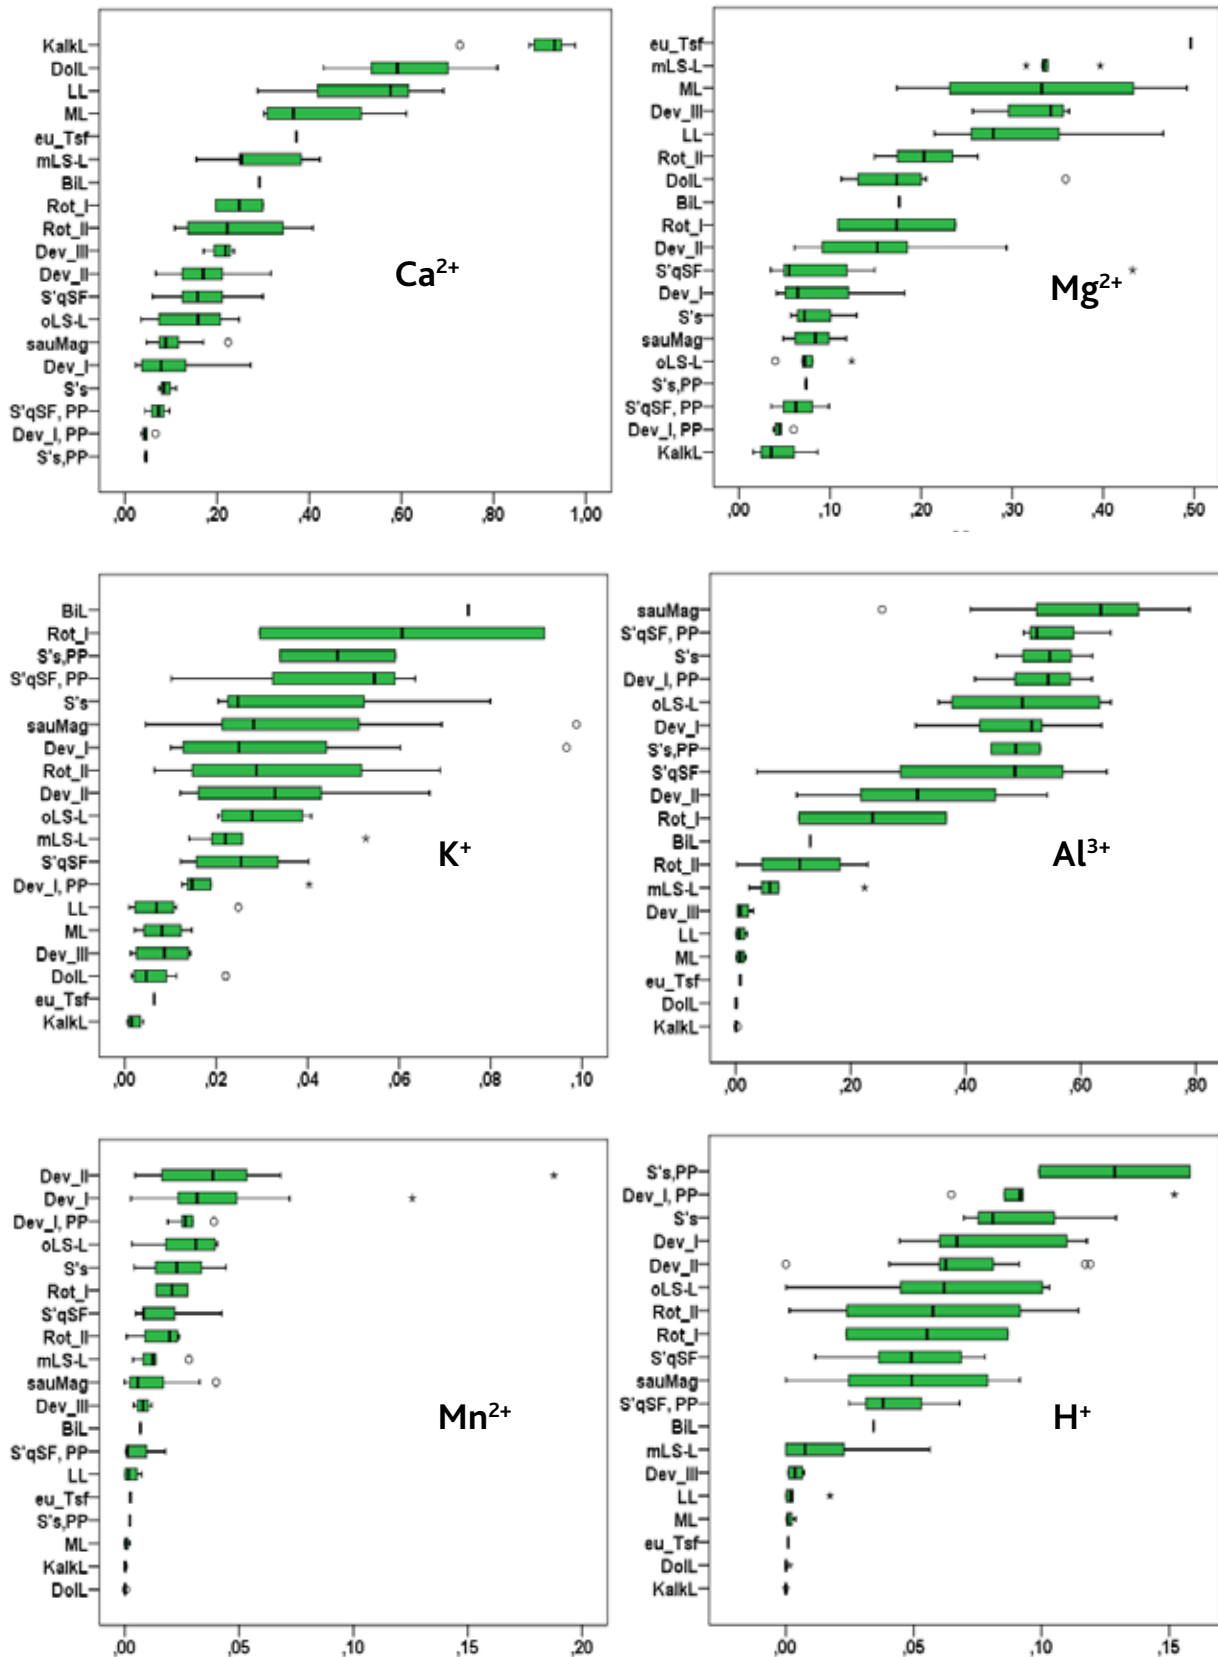 KalkL
DolL
LL
ML
eu_Tsf
mLS-L
BiL
Rot_I
Rot_II
Dev_III
Dev_II
S'qSF
oLS-L
sauMag
Dev_I
S's
S'qSF, PP
Dev_I, PP
S's,PP
Ca²⁺
,00 ,20 ,40 ,60 ,80 1,00
eu_Tsf
mLS-L
ML
Dev_III
LL
Rot_II
DolL
BiL
Rot_I
Dev_II
S'qSF
Dev_I
S's
sauMag
oLS-L
S's,PP
S'qSF, PP
Dev_I, PP
KalkL
Mg²⁺
,00 ,10 ,20 ,30 ,40 ,50
BiL
Rot_I
S's,PP
S'qSF, PP
S's
sauMag
Dev_I
Rot_II
Dev_II
oLS-L
mLS-L
S'qSF
Dev_I, PP
LL
ML
Dev_III
DolL
eu_Tsf
KalkL
K⁺
,00 ,02 ,04 ,06 ,08 ,10
sauMag
S'qSF, PP
S's
Dev_I, PP
oLS-L
Dev_I
S's,PP
S'qSF
Dev_II
Rot_I
BiL
Rot_II
mLS-L
Dev_III
LL
ML
eu_Tsf
DolL
KalkL
Al³⁺
,00 ,20 ,40 ,60 ,80
Dev_II
Dev_I
Dev_I, PP
oLS-L
S's
Rot_I
S'qSF
Rot_II
mLS-L
sauMag
Dev_III
BiL
S'qSF, PP
LL
eu_Tsf
S's,PP
ML
KalkL
DolL
Mn²⁺
,00 ,05 ,10 ,15 ,20
S's,PP
Dev_I, PP
S's
Dev_I
Dev_II
oLS-L
Rot_II
Rot_I
S'qSF
sauMag
S'qSF, PP
BiL
mLS-L
Dev_III
LL
ML
eu_Tsf
DolL
KalkL
H⁺
,00 ,05 ,10 ,15